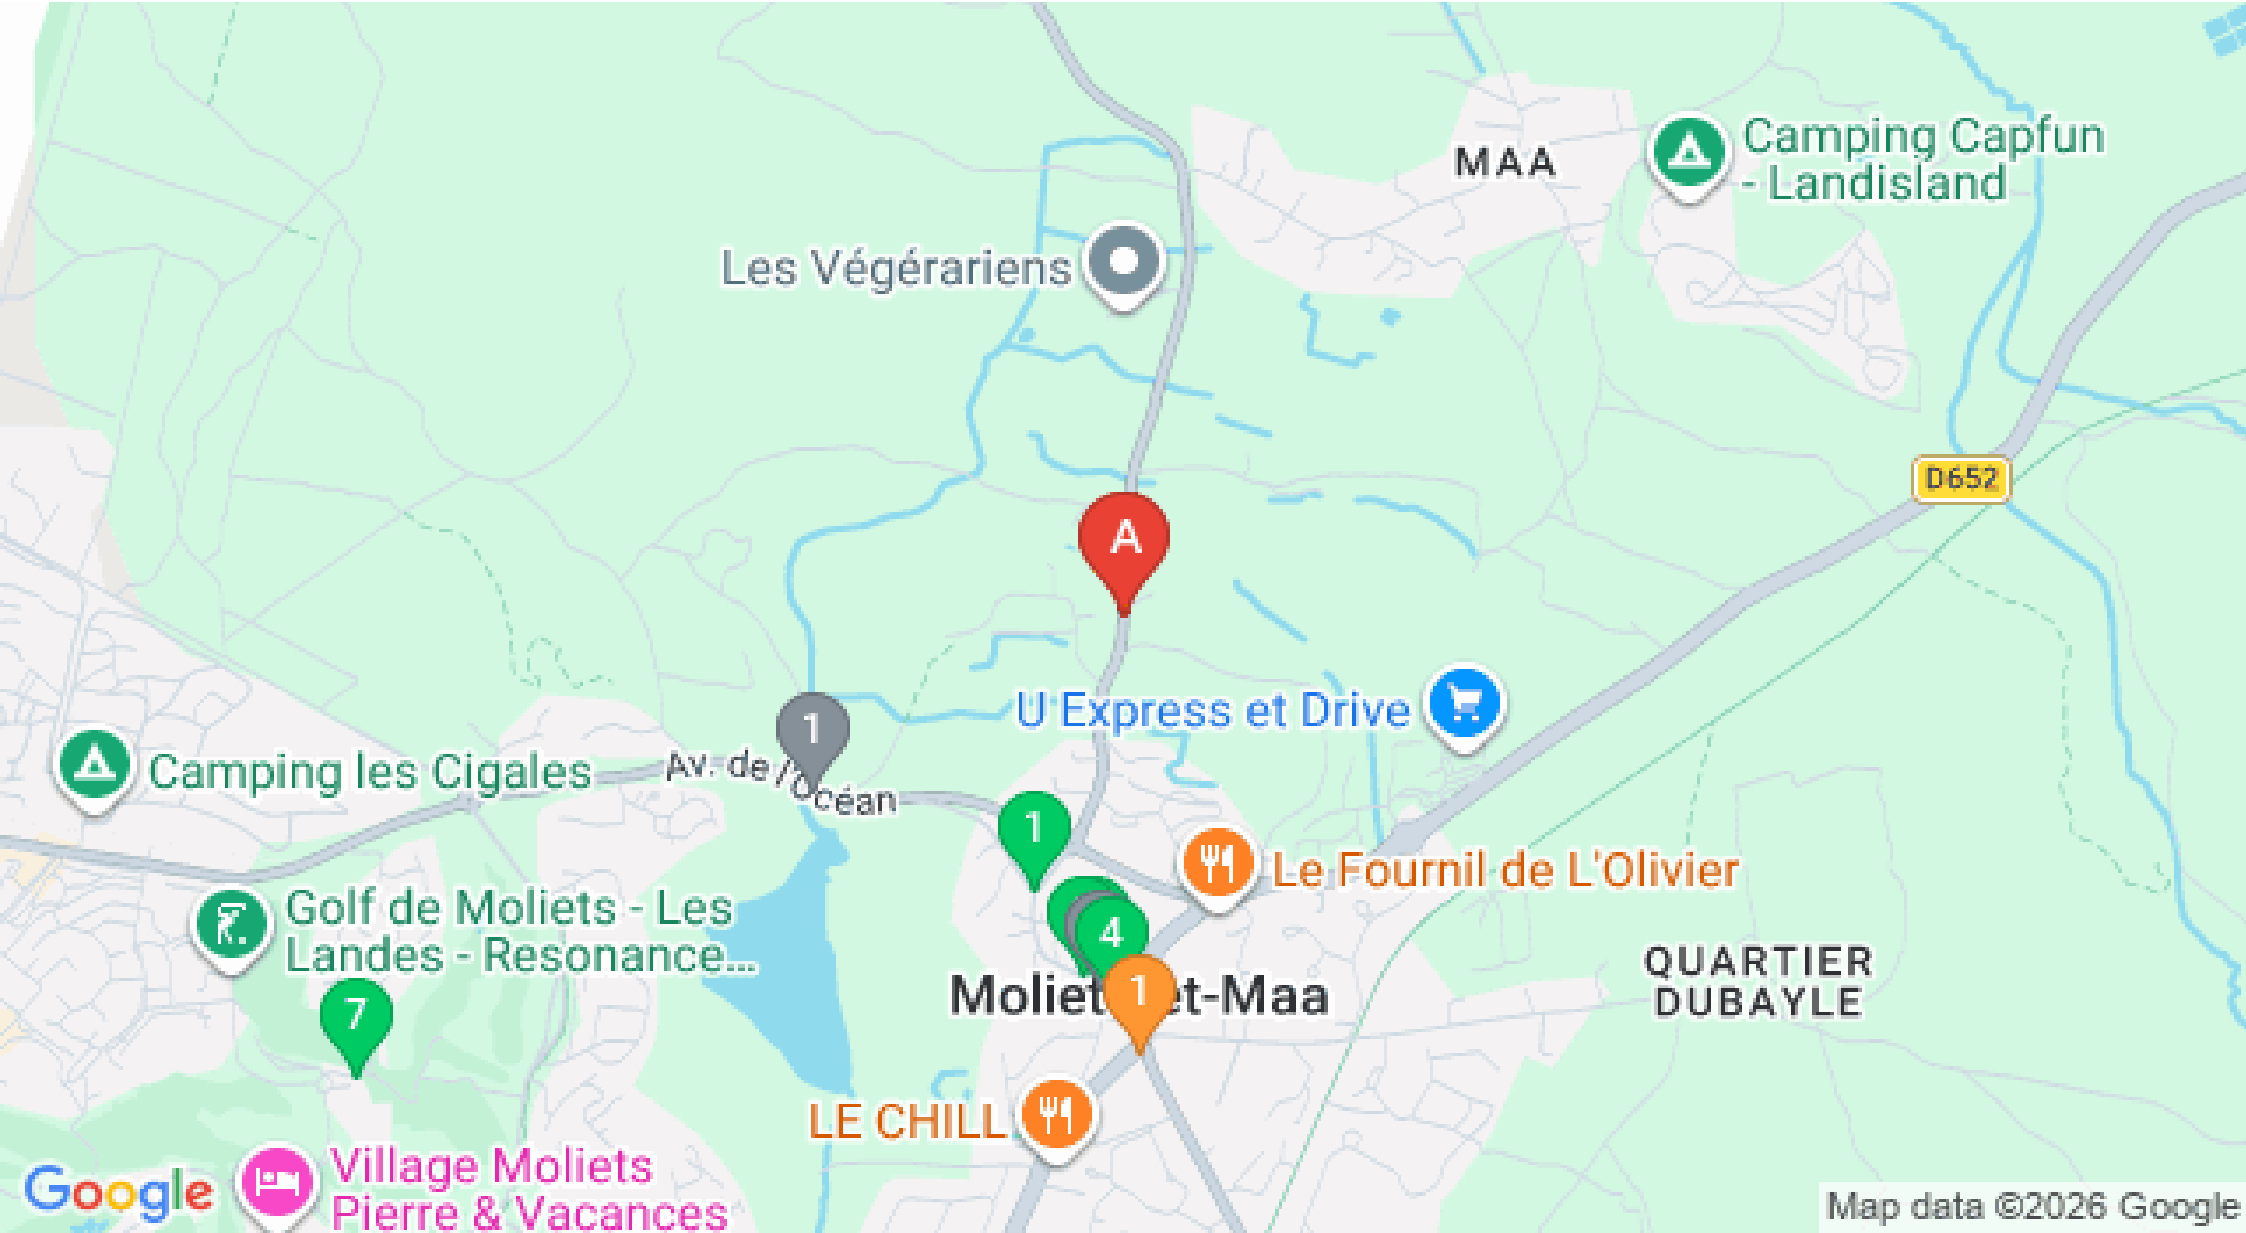 MAA
Camping Capfun
- Landisland
Les Végérariens
D652
A
U Express et Drive
1
Av. de l'Océan
Camping les Cigales
1
Le Fournil de L'Olivier
Golf de Moliets - Les
Landes - Resonance...
4
QUARTIER
DUBAYLE
Moliet et-Maa
1
7
LE CHILL
Village Moliets
Pierre & Vacances
Google
Map data ©2026 Google